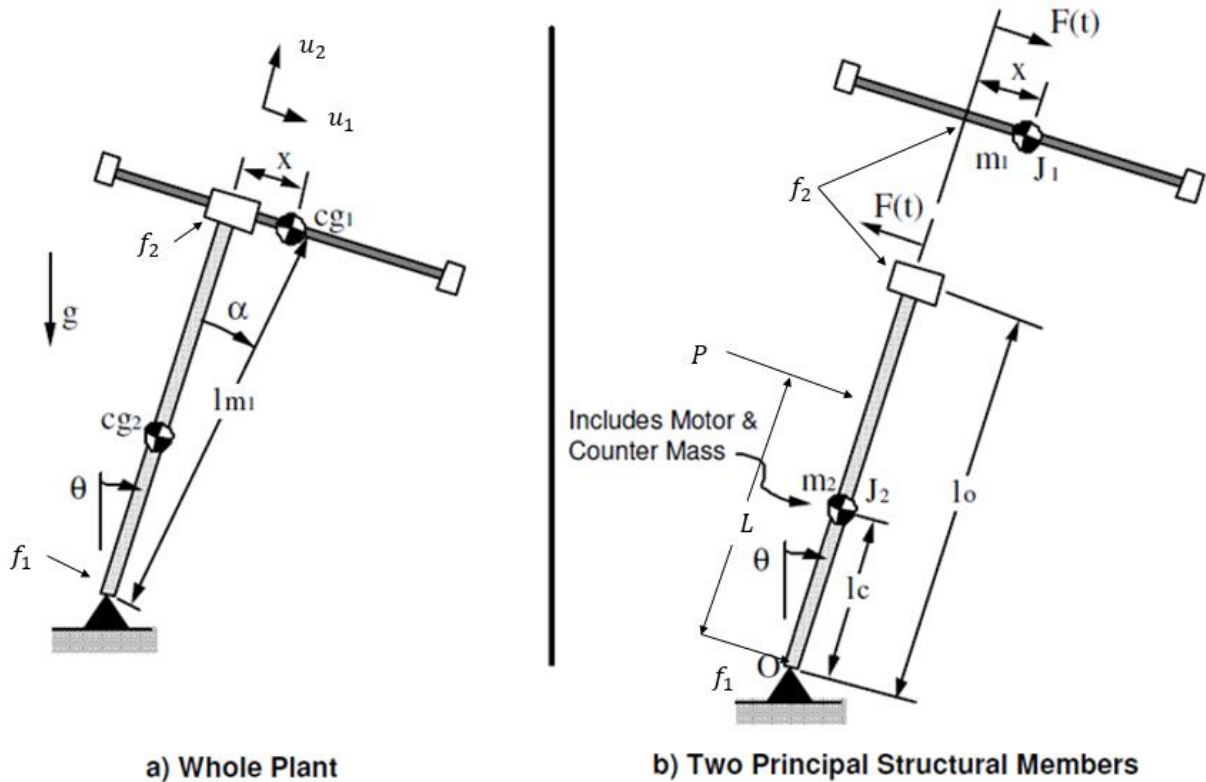 u₂
u₁
x
cg₁
f₂
g
α
lm₁
cg₂
θ
f₁
a) Whole Plant
F(t)
x
m₁
J₁
f₂
F(t)
P
Includes Motor &
Counter Mass
m₂
J₂
lo
L
θ
lc
O
f₁
b) Two Principal Structural Members